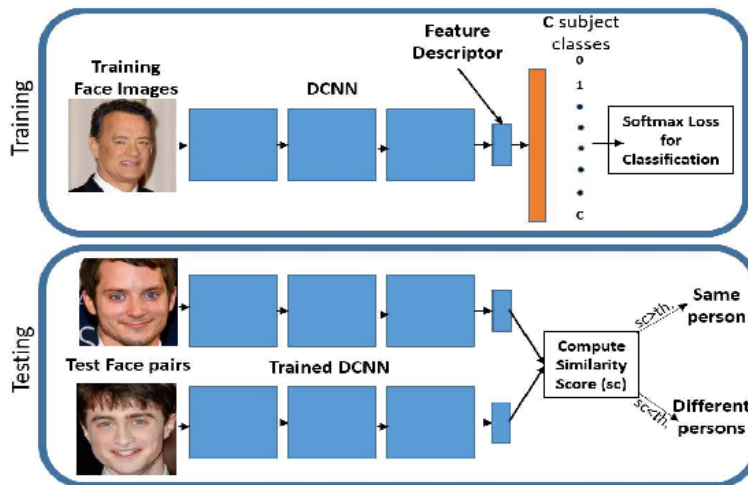 Training
Training
Face Images
DCNN
Feature
Descriptor
C subject
classes
0
1
C
Softmax Loss
for
Classification
Testing
Test Face pairs
Trained DCNN
Compute
Similarity
Score (sc)
sc>th.
Same
person
sc<th.
Different
persons